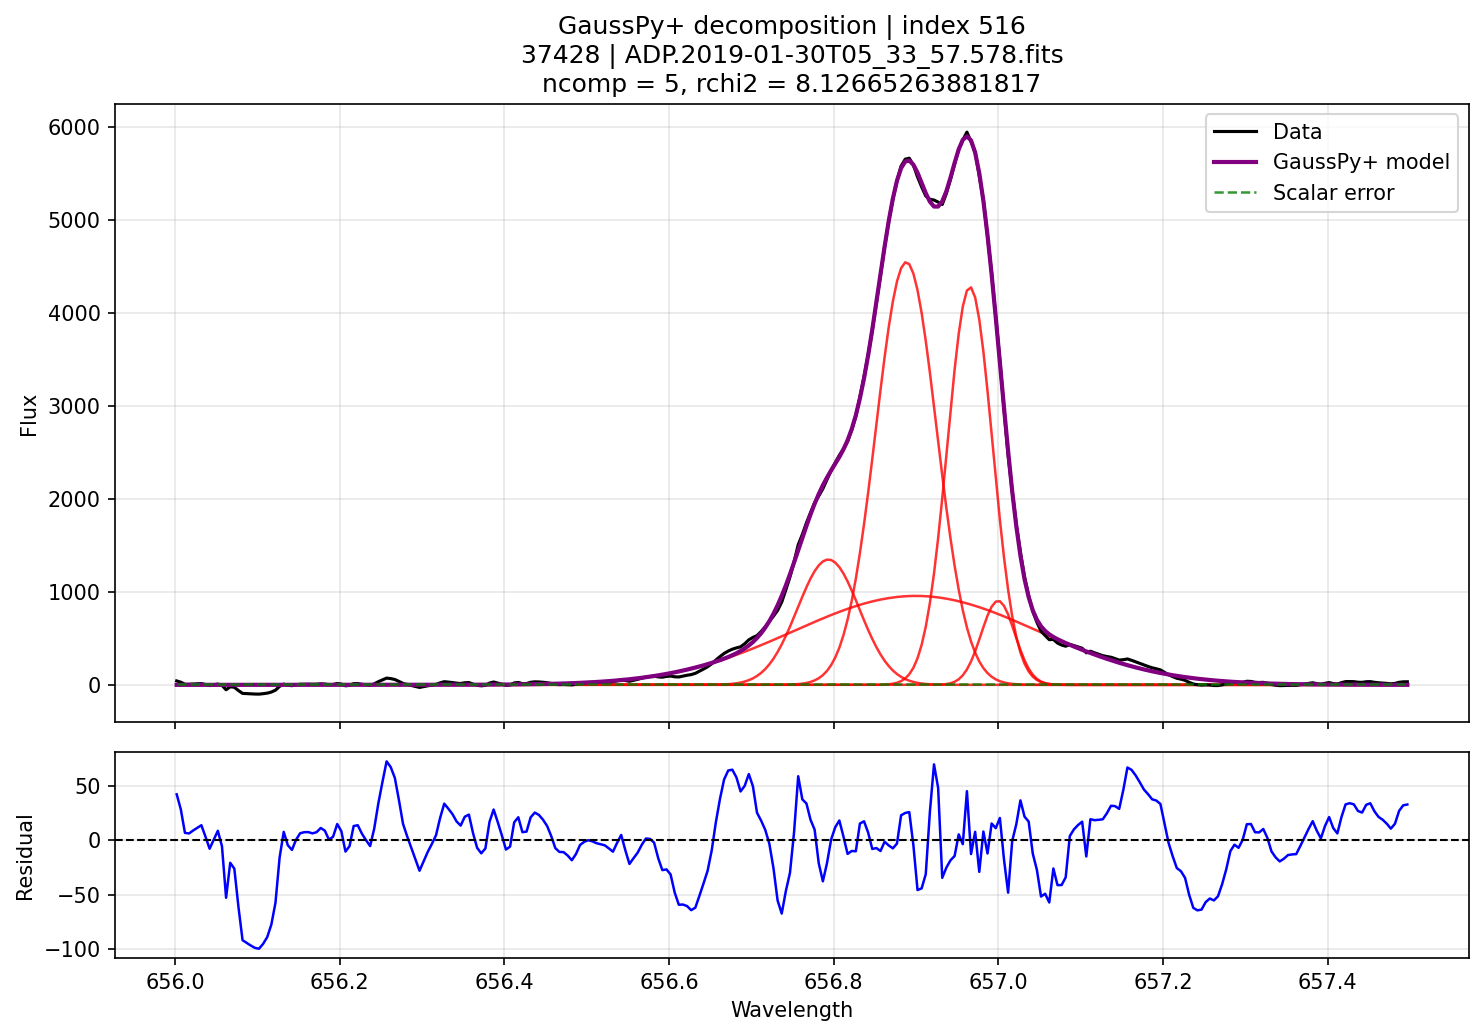 GaussPy+ decomposition | index 516
37428 | ADP.2019-01-30T05_33_57.578.fits
ncomp = 5, rchi2 = 8.12665263881817
Data
GaussPy+ model
Scalar error
6000
5000
4000
3000
2000
1000
0
Flux
50
0
−50
−100
Residual
656.0
656.2
656.4
656.6
656.8
657.0
657.2
657.4
Wavelength